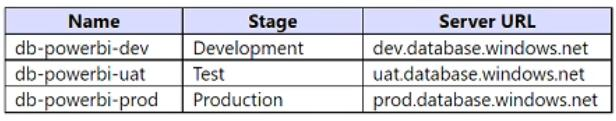 Name Stage Server URL
db-powerbi-dev Development dev.database.windows.net
db-powerbi-uat Test uat.database.windows.net
db-powerbi-prod Production prod.database.windows.net